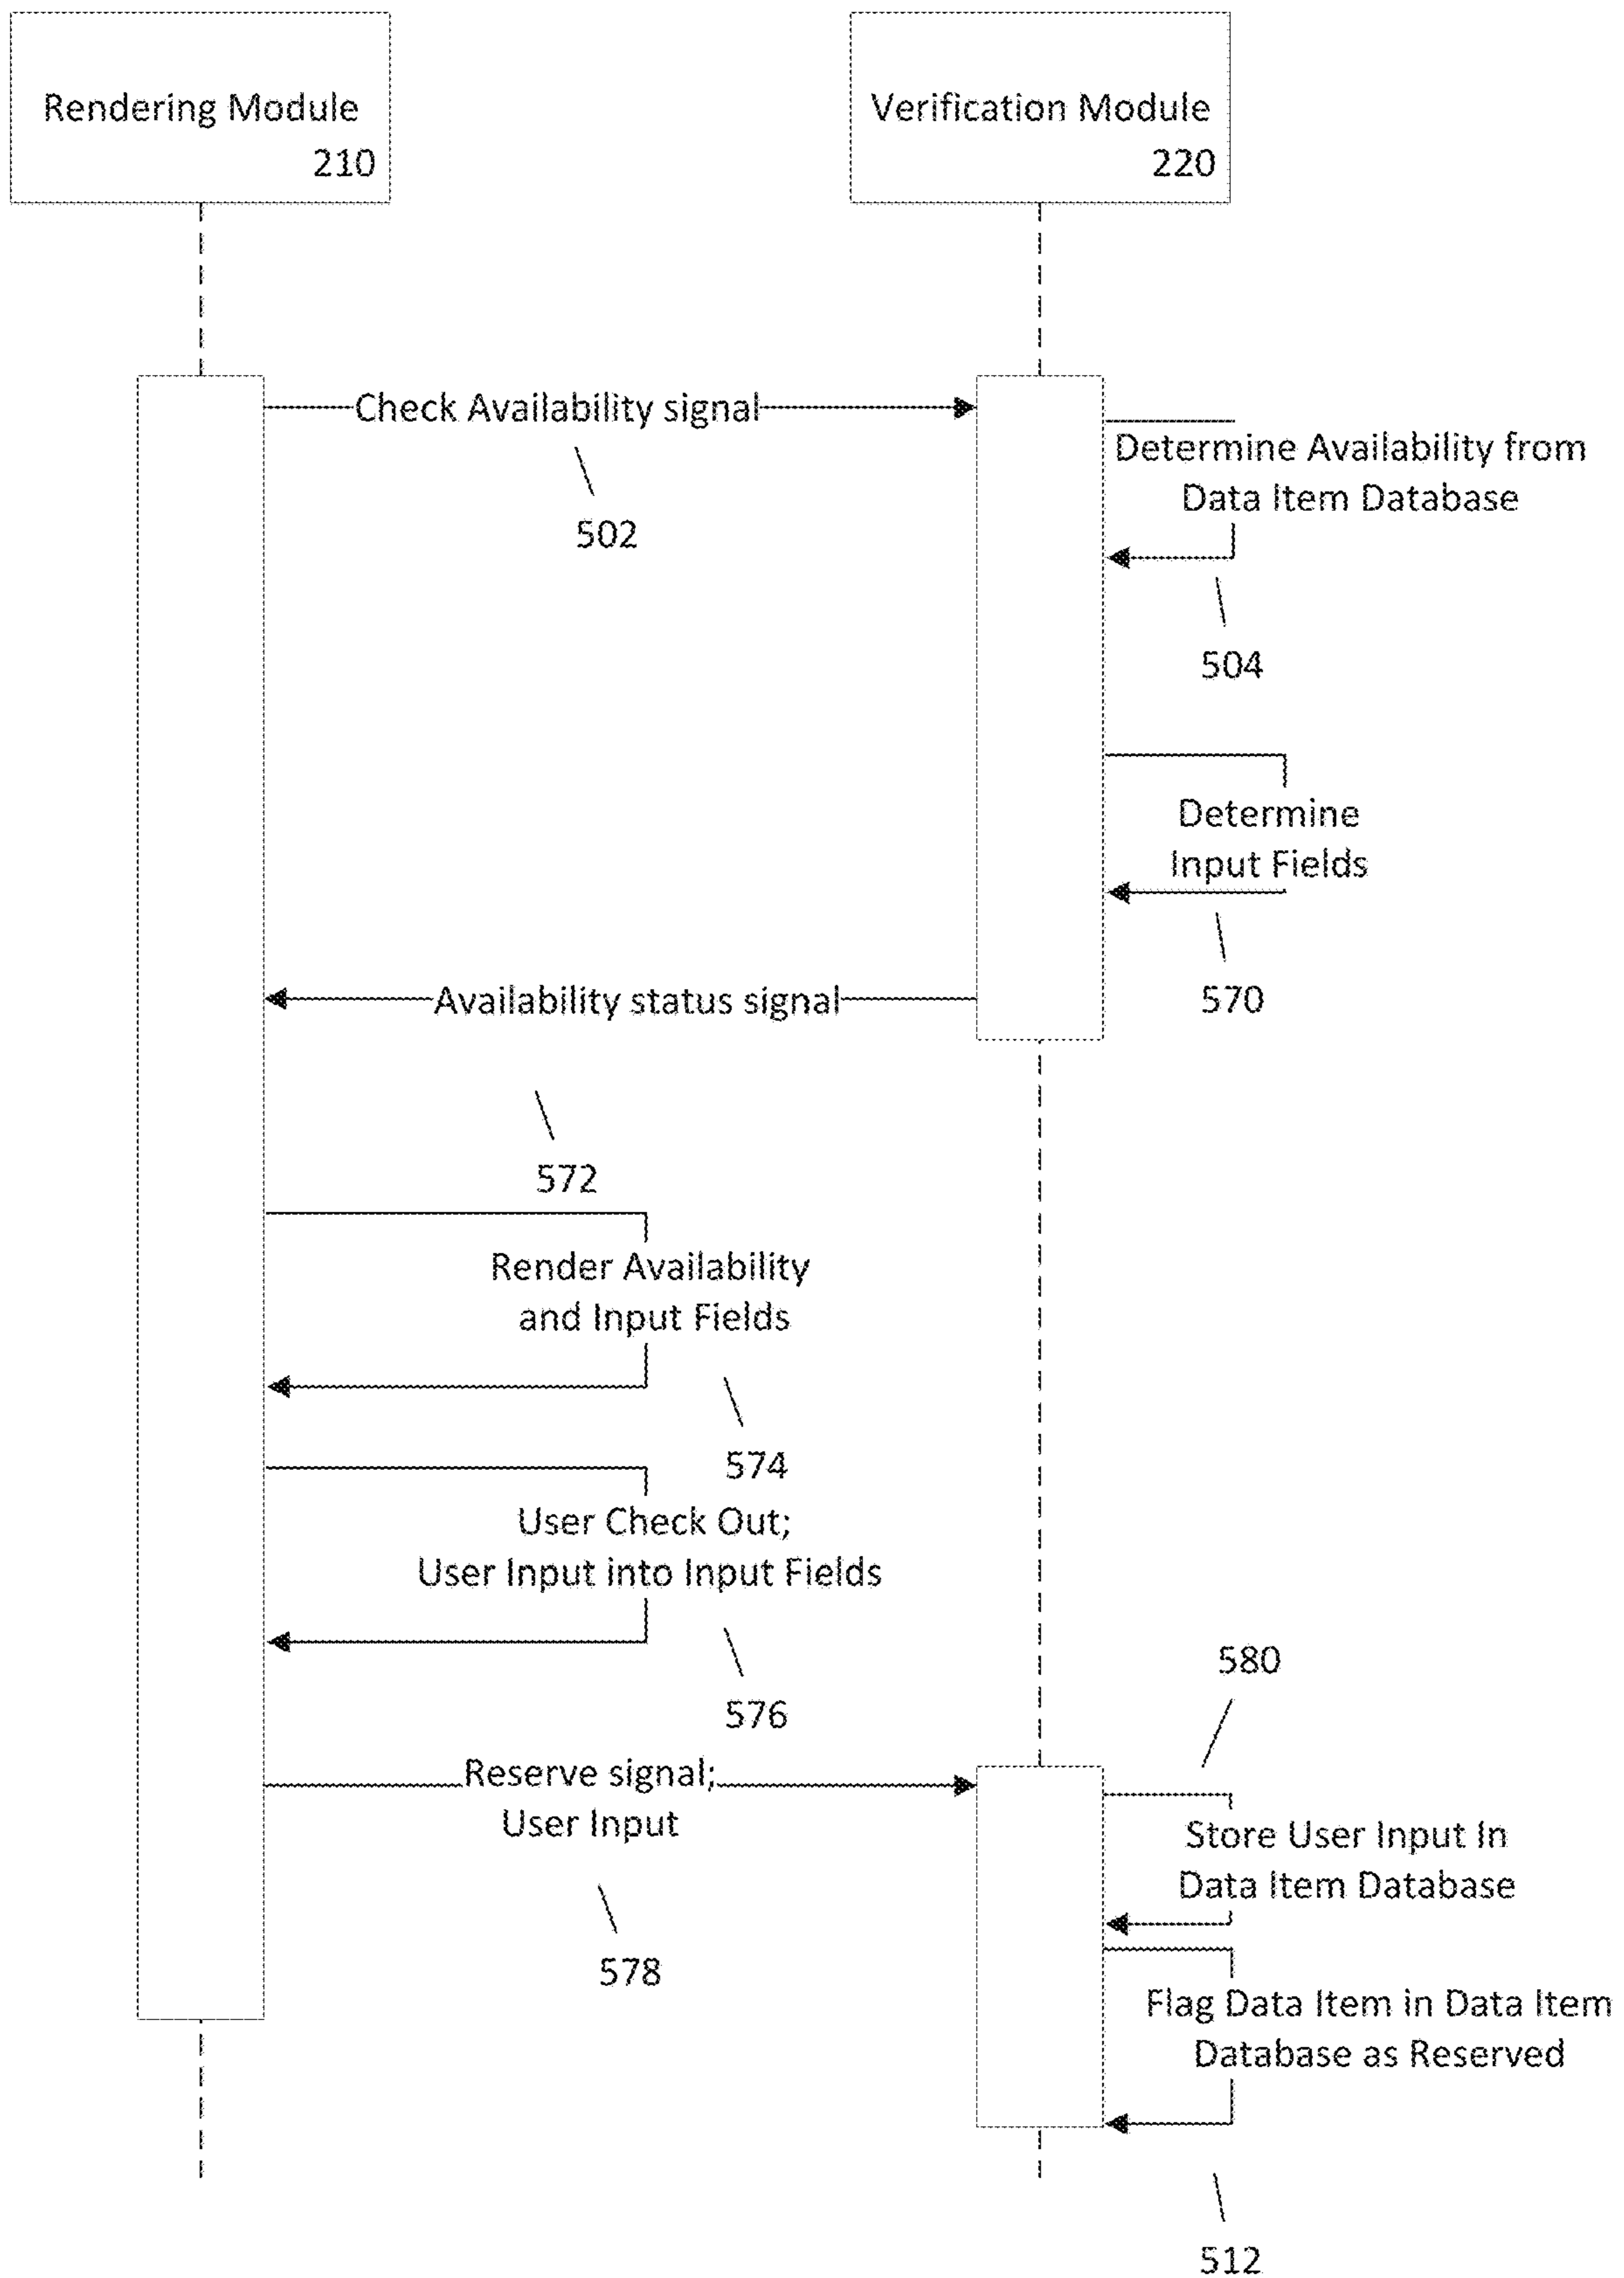 Rendering Module
210
Verification Module
220
Check Availability signal
502
Determine Availability from
Data Item Database
504
Determine
Input Fields
570
Availability status signal
572
Render Availability
and Input Fields
574
User Check Out;
User Input into Input Fields
576
Reserve signal;
User Input
578
580
Store User Input In
Data Item Database
Flag Data Item in Data Item
Database as Reserved
512